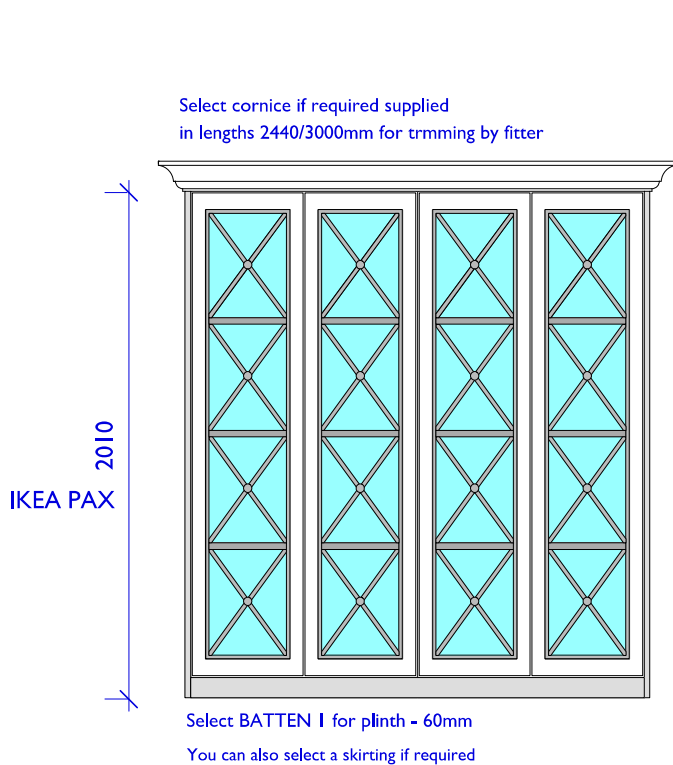 Select cornice if required supplied
in lengths 2440/3000mm for trmming by fitter
2010
IKEA PAX
Select BATTEN 1 for plinth - 60mm
You can also select a skirting if required